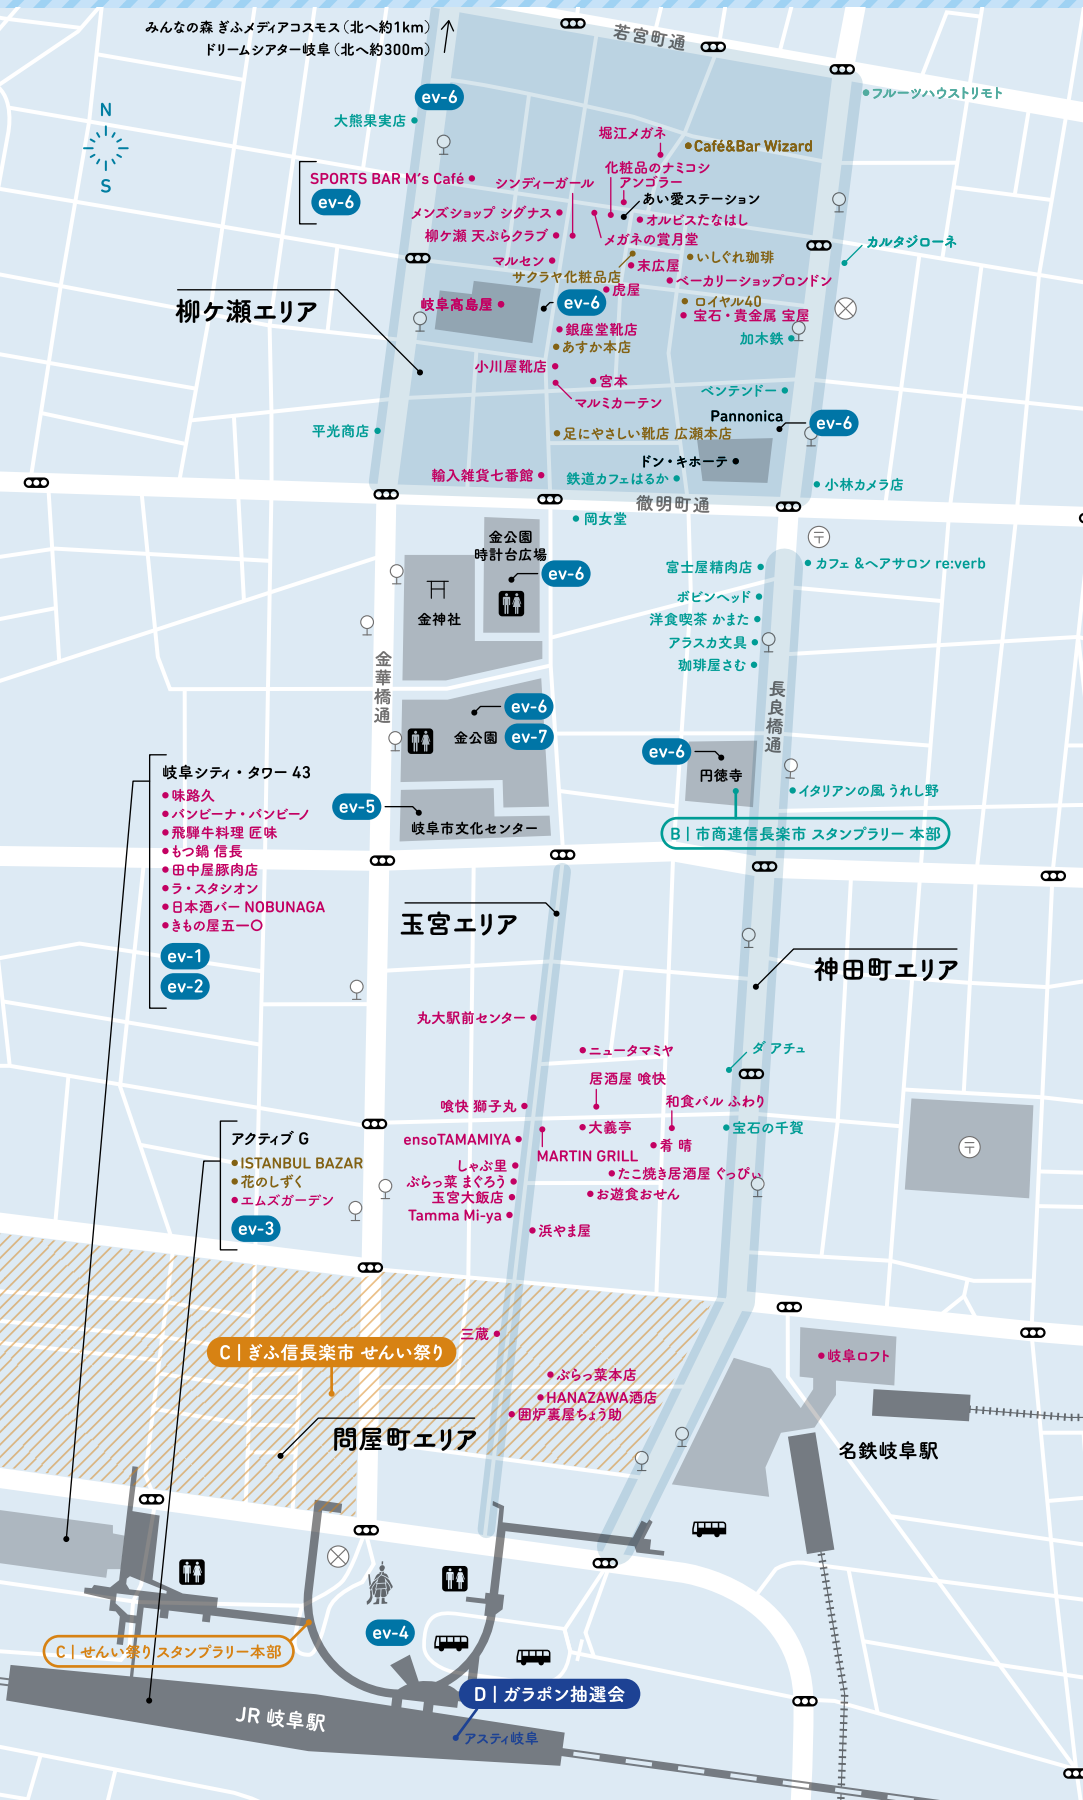 みんなの森 ぎふメディアコスモス（北へ約1km）
ドリームシアター岐阜（北へ約300m）
若宮町通
フルーツハウストリモト
ev-6
大熊果実店
N
S
堀江メガネ
Café&Bar Wizard
化粧品のナミコシ
SPORTS BAR M's Café
ev-6
シンディーガール
アンゴラー
あい愛ステーション
メンズショップ シグナス
オルビスたなはし
柳ケ瀬 天ぷらクラブ
メガネの賞月堂
カルタジローネ
マルセン
いしぐれ珈琲
末広屋
サクラヤ化粧品店
ベーカリーショップロンドン
虎屋
柳ケ瀬エリア
岐阜髙島屋
ev-6
ロイヤル40
宝石・貴金属 宝屋
銀座堂靴店
加木鉄
あすか本店
小川屋靴店
宮本
ベンテンドー
マルミカーテン
Pannonica
ev-6
平光商店
足にやさしい靴店 広瀬本店
ドン・キホーテ
輸入雑貨七番館
鉄道カフェはるか
小林カメラ店
徹明町通
岡女堂
金公園
時計台広場
ev-6
カフェ &ヘアサロン re:verb
富士屋精肉店
ボビンヘッド
金神社
洋食喫茶 かまた
アラスカ文具
珈琲屋さむ
金華橋通
長良橋通
ev-6
金公園
ev-7
ev-6
円徳寺
岐阜シティ・タワー 43
味路久
バンビーナ・バンビーノ
飛騨牛料理 匠味
もつ鍋 信長
田中屋豚肉店
ラ・スタシオン
日本酒バー NOBUNAGA
きもの屋五一〇
ev-1
ev-2
ev-5
岐阜市文化センター
イタリアンの風 うれし野
B | 市商連信長楽市 スタンプラリー 本部
玉宮エリア
神田町エリア
丸大駅前センター
ニュータマミヤ
ダ アチュ
居酒屋 喰快
喰快 獅子丸
和食バル ふわり
大義亭
宝石の千賀
ensoTAMAMIYA
肴 晴
MARTIN GRILL
しゃぶ里
たこ焼き居酒屋 ぐっぴぃ
ぶらっ菜 まぐろう
玉宮大飯店
お遊食おせん
Tamma Mi-ya
浜やま屋
アクティブ G
ISTANBUL BAZAR
花のしずく
エムズガーデン
ev-3
三蔵
C | ぎふ信長楽市 せんい祭り
岐阜ロフト
ぶらっ菜本店
HANAZAWA酒店
囲炉裏屋ちょう助
問屋町エリア
名鉄岐阜駅
ev-4
C | せんい祭り スタンプラリー本部
D | ガラポン抽選会
JR 岐阜駅
アスティ岐阜